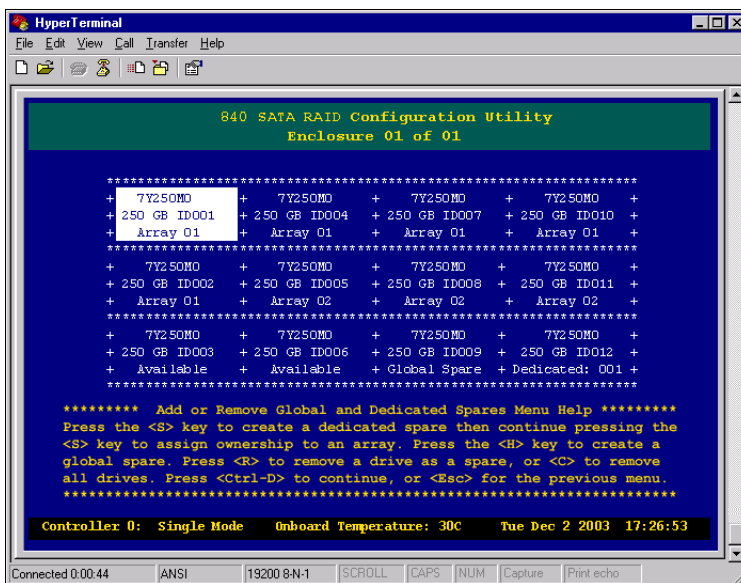 HyperTerminal
File Edit View Call Transfer Help
840 SATA RAID Configuration Utility
Enclosure 01 of 01
**********************************************************************
+ 7Y250M0 + 7Y250M0 + 7Y250M0 + 7Y250M0 +
+ 250 GB ID001 + 250 GB ID004 + 250 GB ID007 + 250 GB ID010 +
+ Array 01 + Array 01 + Array 01 + Array 01 +
**********************************************************************
+ 7Y250M0 + 7Y250M0 + 7Y250M0 + 7Y250M0 +
+ 250 GB ID002 + 250 GB ID005 + 250 GB ID008 + 250 GB ID011 +
+ Array 01 + Array 02 + Array 02 + Array 02 +
**********************************************************************
+ 7Y250M0 + 7Y250M0 + 7Y250M0 + 7Y250M0 +
+ 250 GB ID003 + 250 GB ID006 + 250 GB ID009 + 250 GB ID012 +
+ Available + Available + Global Spare + Dedicated: 001 +
**********************************************************************
********* Add or Remove Global and Dedicated Spares Menu Help *********
Press the <S> key to create a dedicated spare then continue pressing the
<S> key to assign ownership to an array. Press the <H> key to create a
global spare. Press <R> to remove a drive as a spare, or <C> to remove
all drives. Press <Ctrl-D> to continue, or <Esc> for the previous menu.
************************************************************************
Controller 0: Single Mode Onboard Temperature: 30C Tue Dec 2 2003 17:26:53
Connected 0:00:44 ANSI 19200 8-N-1 SCROLL CAPS NUM Capture Print echo